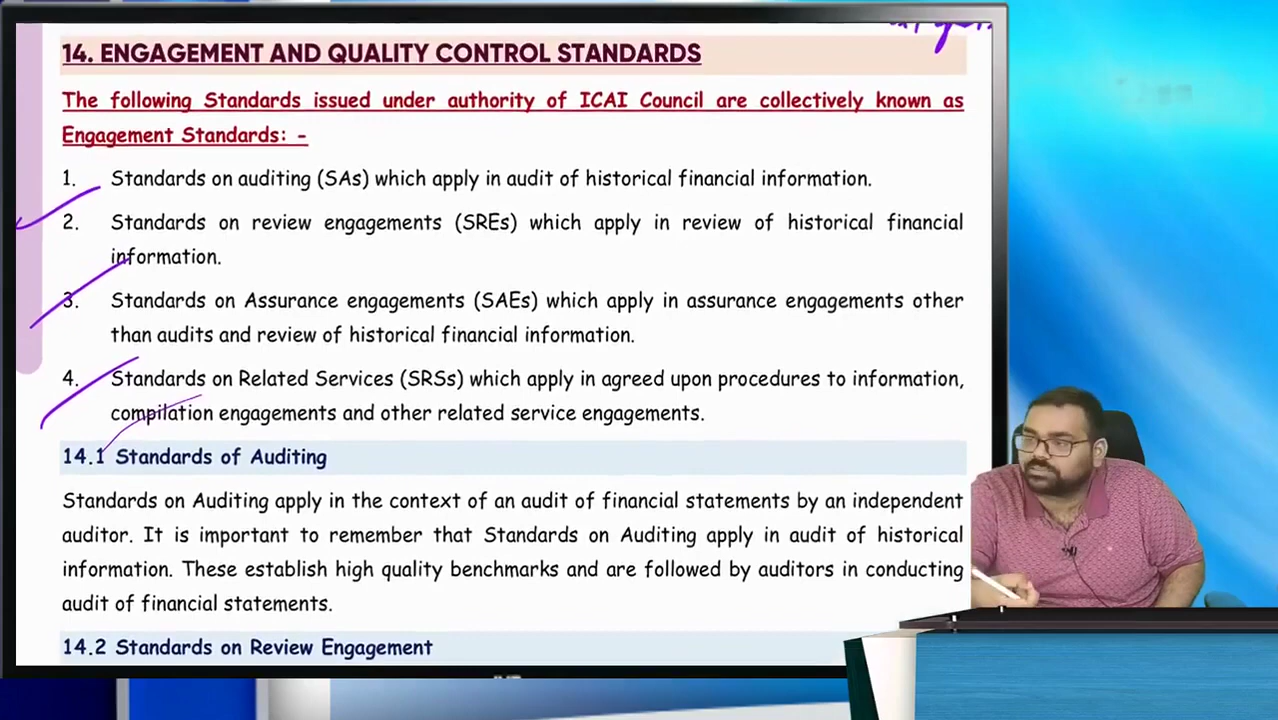 14. ENGAGEMENT AND QUALITY CONTROL STANDARDS
The following Standards issued under authority of ICAI Council are collectively known as
Engagement Standards: -
1. Standards on auditing (SAs) which apply in audit of historical financial information.
2. Standards on review engagements (SREs) which apply in review of historical financial
information.
3. Standards on Assurance engagements (SAEs) which apply in assurance engagements other
than audits and review of historical financial information.
4. Standards on Related Services (SRSs) which apply in agreed upon procedures to information,
compilation engagements and other related service engagements.
14.1 Standards of Auditing
Standards on Auditing apply in the context of an audit of financial statements by an independent
auditor. It is important to remember that Standards on Auditing apply in audit of historical
information. These establish high quality benchmarks and are followed by auditors in conducting
audit of financial statements.
14.2 Standards on Review Engagement